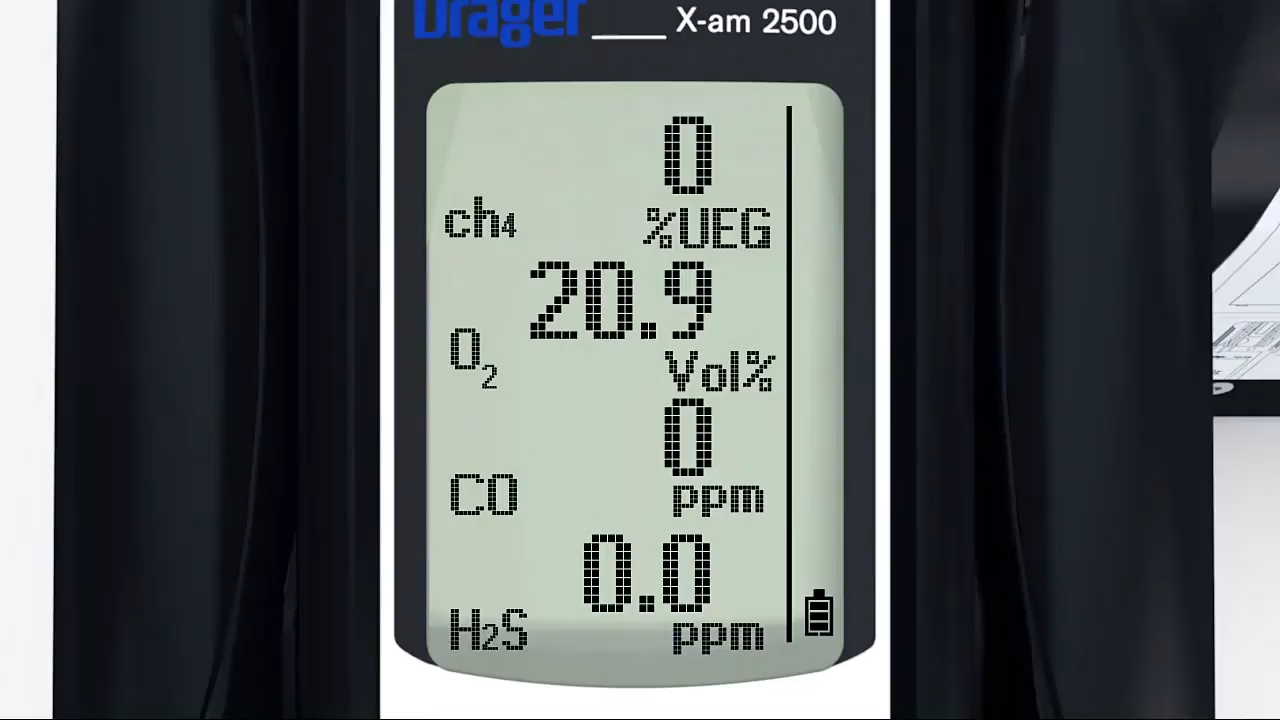 Dräger X-am 2500
0
ch4 %UEG
20.9
O2 Vol%
0
CO ppm
0.0
H2S ppm